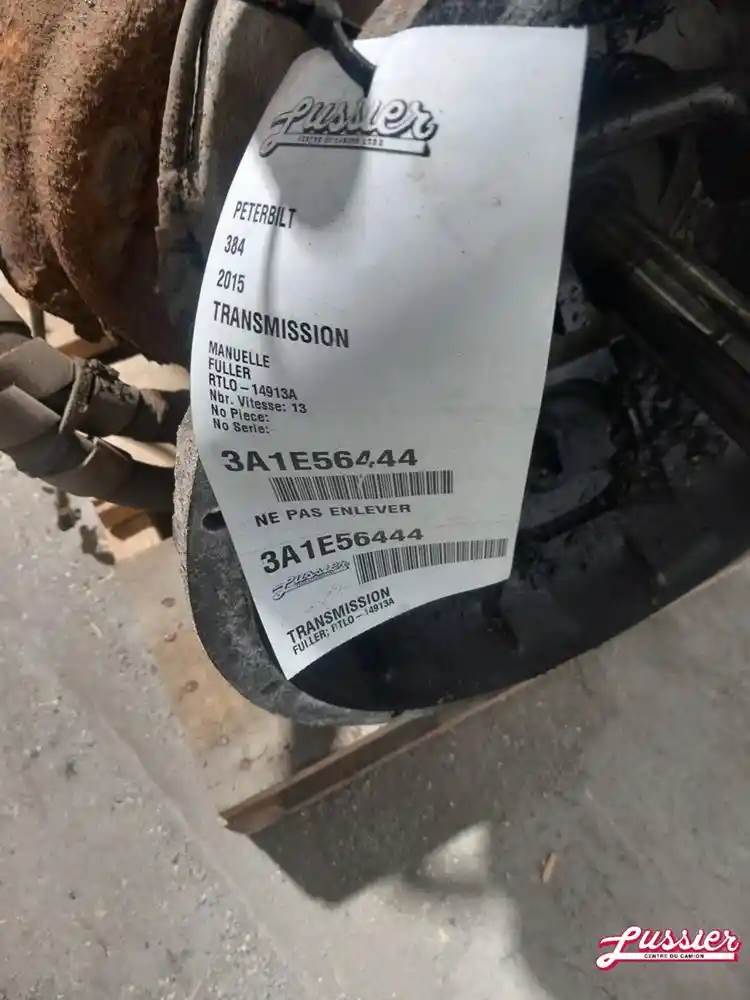 Lussier
CENTRE DU CAMION LTÉE
PETERBILT
384
2015
TRANSMISSION
MANUELLE
FULLER
RTLO-14913A
Nbr. Vitesse: 13
No Piece:
No Serie:
3A1E56444
NE PAS ENLEVER
3A1E56444
Lussier
TRANSMISSION
FULLER; RTLO-14913A
Lussier
CENTRE DU CAMION